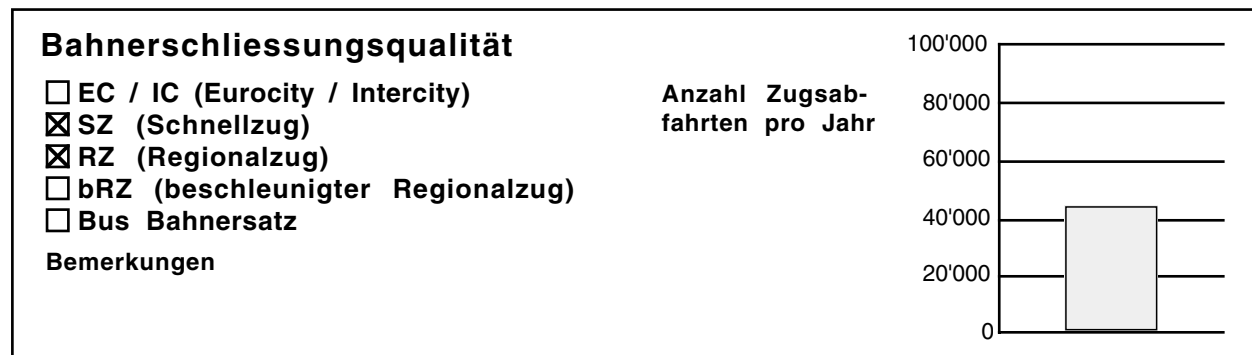 Bahnerschliessungsqualität
EC / IC (Eurocity / Intercity)
SZ (Schnellzug)
RZ (Regionalzug)
bRZ (beschleunigter Regionalzug)
Bus Bahnersatz
Bemerkungen
Anzahl Zugsab-
fahrten pro Jahr
100'000
80'000
60'000
40'000
20'000
0